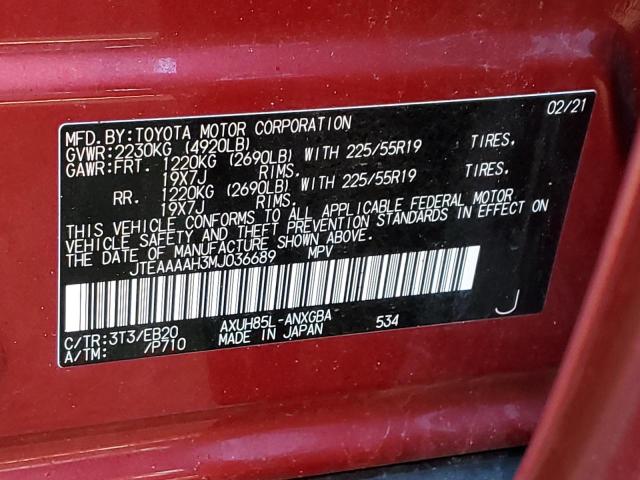 MFD. BY: TOYOTA MOTOR CORPORATION 02/21
GVWR: 2230KG (4920LB)
GAWR: FRT. 1220KG (2690LB) WITH 225/55R19 TIRES,
19X7J RIMS.
RR. 1220KG (2690LB) WITH 225/55R19 TIRES,
19X7J RIMS.
THIS VEHICLE CONFORMS TO ALL APPLICABLE FEDERAL MOTOR
VEHICLE SAFETY AND THEFT PREVENTION STANDARDS IN EFFECT ON
THE DATE OF MANUFACTURE SHOWN ABOVE.
JTEAAAAH3MJ036689 MPV
C/TR: 3T3/EB20 AXUH85L-ANXGBA 534 J
A/TM: /P710 MADE IN JAPAN